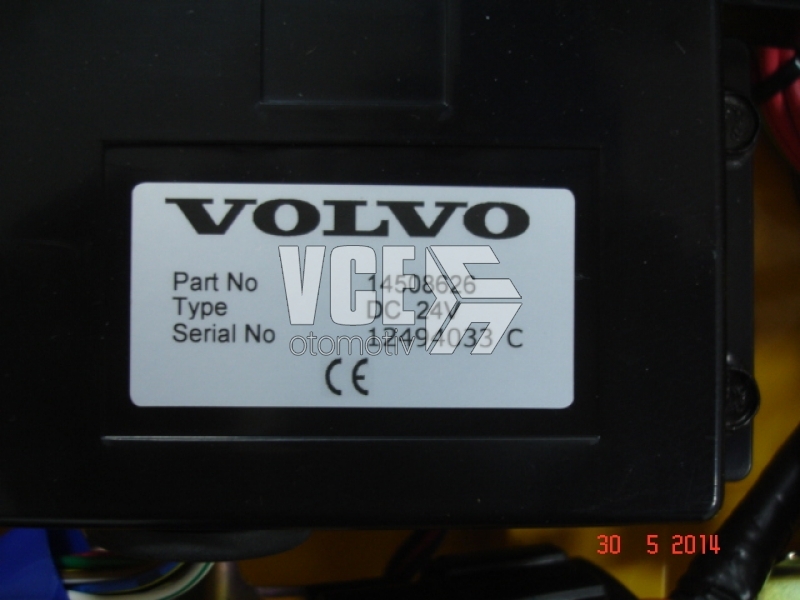 VOLVO
Part No 14508626
Type DC 24V
Serial No 12494033 C
CE
VCE
otomotiv
30 5 2014